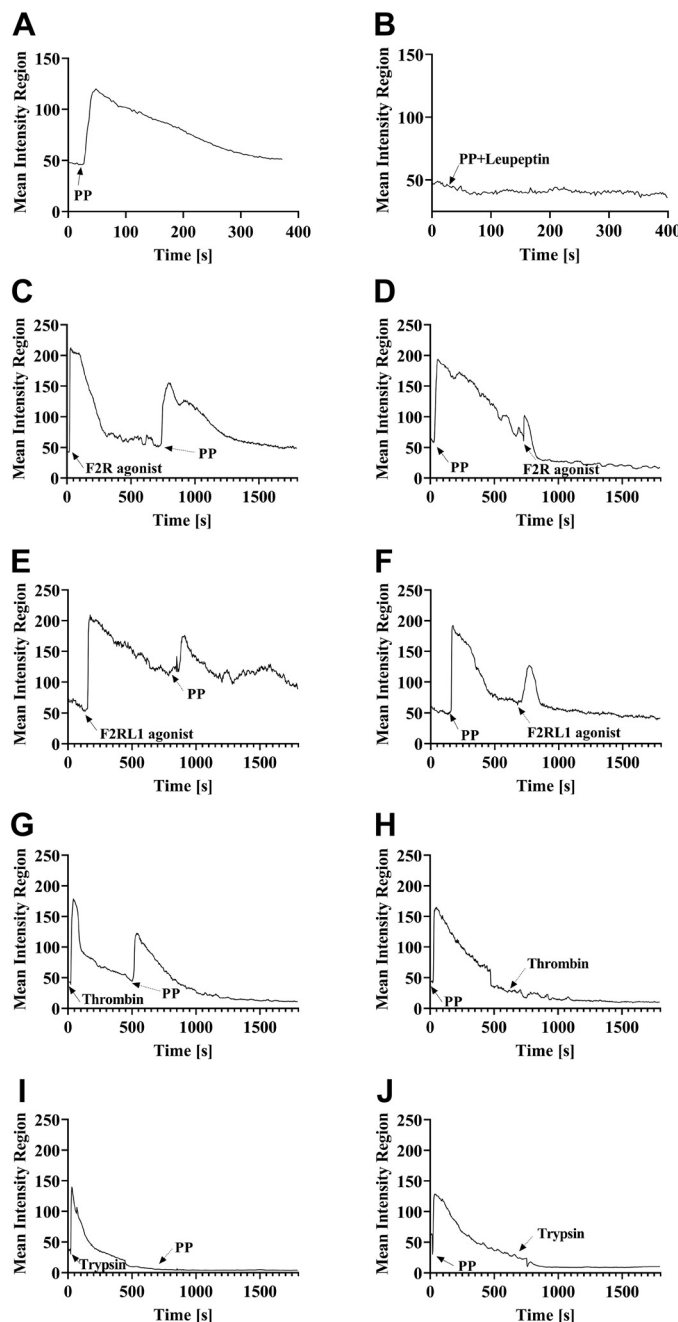 A
Mean Intensity Region
150
100
50
0
PP
0 100 200 300 400
Time [s]
B
Mean Intensity Region
150
100
50
PP+Leupeptin
0 100 200 300 400
Time [s]
C
Mean Intensity Region
250
200
150
100
50
0
F2R agonist
PP
0 500 1000 1500
Time [s]
D
Mean Intensity Region
250
200
150
100
50
0
PP
F2R agonist
0 500 1000 1500
Time [s]
E
Mean Intensity Region
250
200
150
100
50
0
PP
F2RL1 agonist
0 500 1000 1500
Time [s]
F
Mean Intensity Region
250
200
150
100
50
0
PP
F2RL1 agonist
0 500 1000 1500
Time [s]
G
Mean Intensity Region
250
200
150
100
50
0
Thrombin
PP
0 500 1000 1500
Time [s]
H
Mean Intensity Region
250
200
150
100
50
0
Thrombin
PP
0 500 1000 1500
Time [s]
I
Mean Intensity Region
250
200
150
100
50
0
PP
Trypsin
0 500 1000 1500
Time [s]
J
Mean Intensity Region
250
200
150
100
50
0
Trypsin
PP
0 500 1000 1500
Time [s]